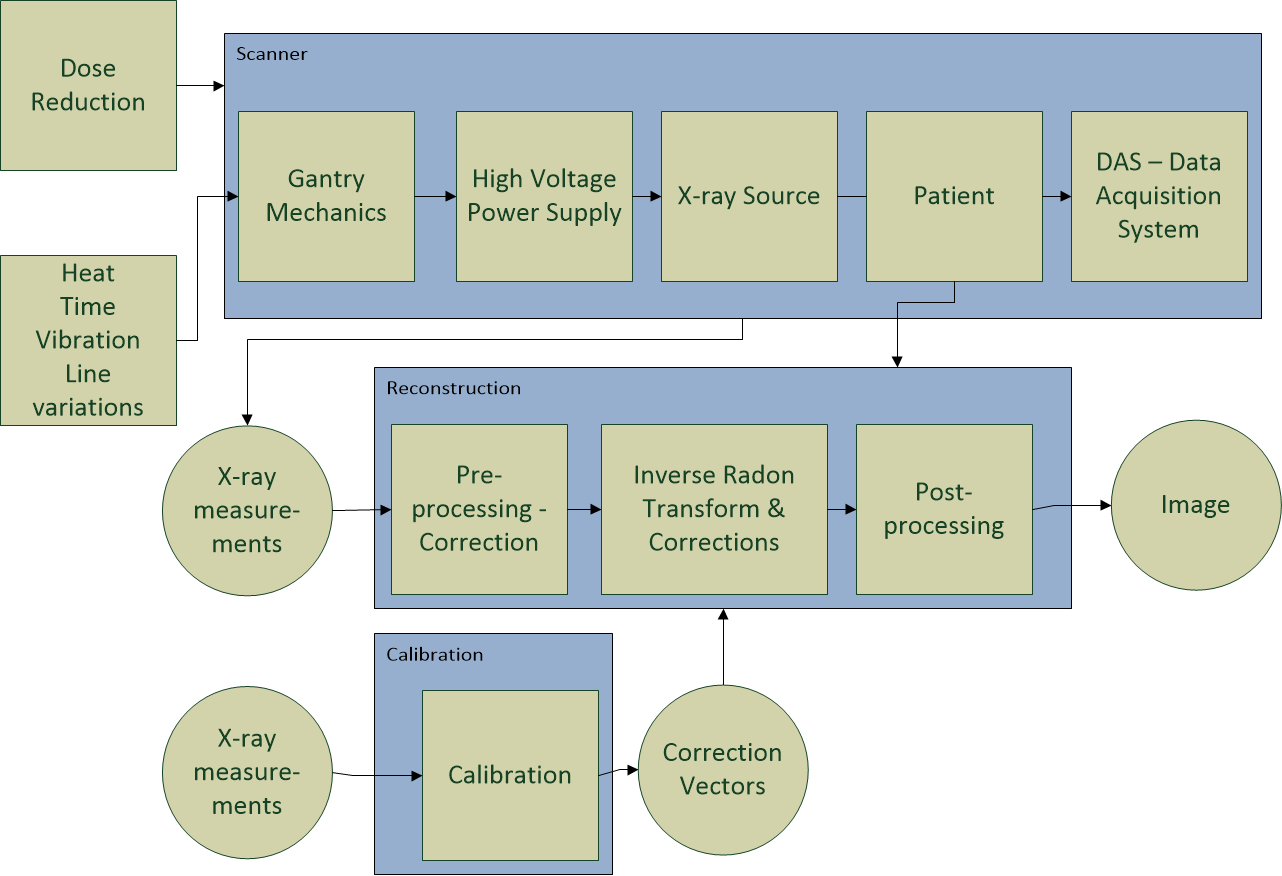 Dose
Reduction
Scanner
Gantry
Mechanics
High Voltage
Power Supply
X-ray Source
Patient
DAS – Data
Acquisition
System
Heat
Time
Vibration
Line
variations
Reconstruction
X-ray
measure-
ments
Pre-
processing -
Correction
Inverse Radon
Transform &
Corrections
Post-
processing
Image
Calibration
X-ray
measure-
ments
Calibration
Correction
Vectors